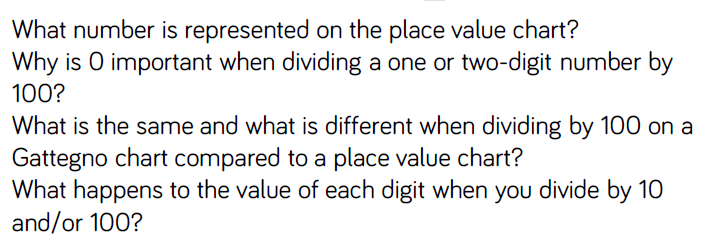 What number is represented on the place value chart?
Why is 0 important when dividing a one or two-digit number by
100?
What is the same and what is different when dividing by 100 on a
Gattegno chart compared to a place value chart?
What happens to the value of each digit when you divide by 10
and/or 100?